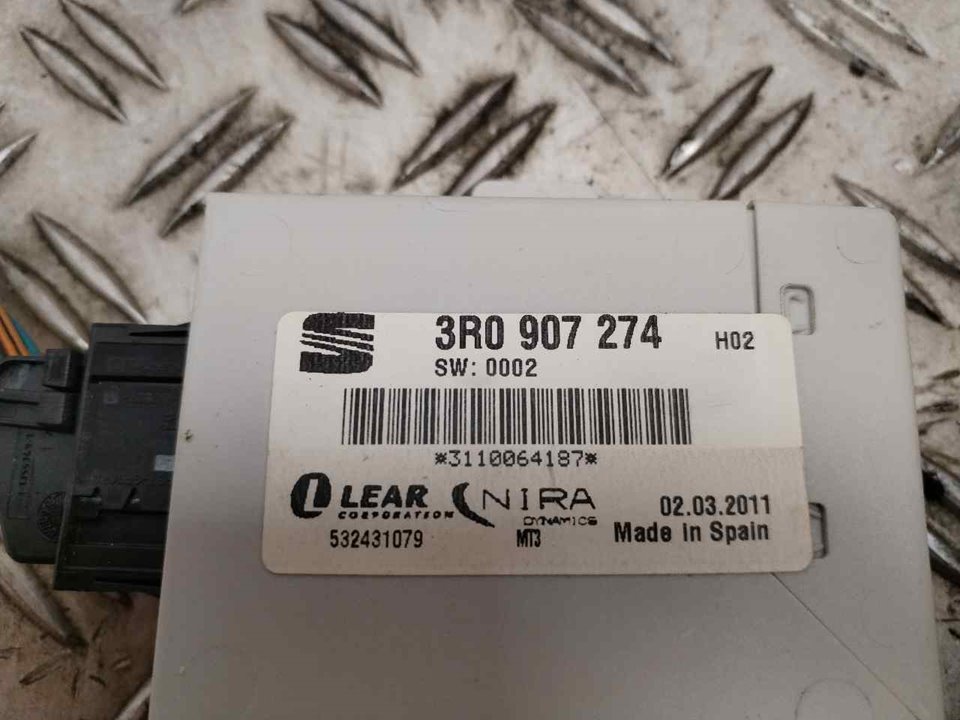 3R0 907 274 H02
SW: 0002
*3110064187*
LEAR NIRA
CORPORATION DYNAMICS
02.03.2011
532431079 MT3 Made in Spain